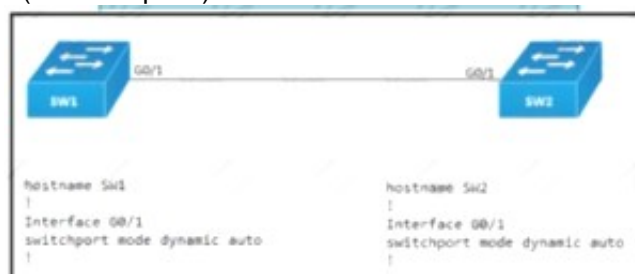 G0/1
G0/1
SW1
SW2
hostname SW1
!
Interface G0/1
switchport mode dynamic auto
!
hostname SW2
!
Interface G0/1
switchport mode dynamic auto
!